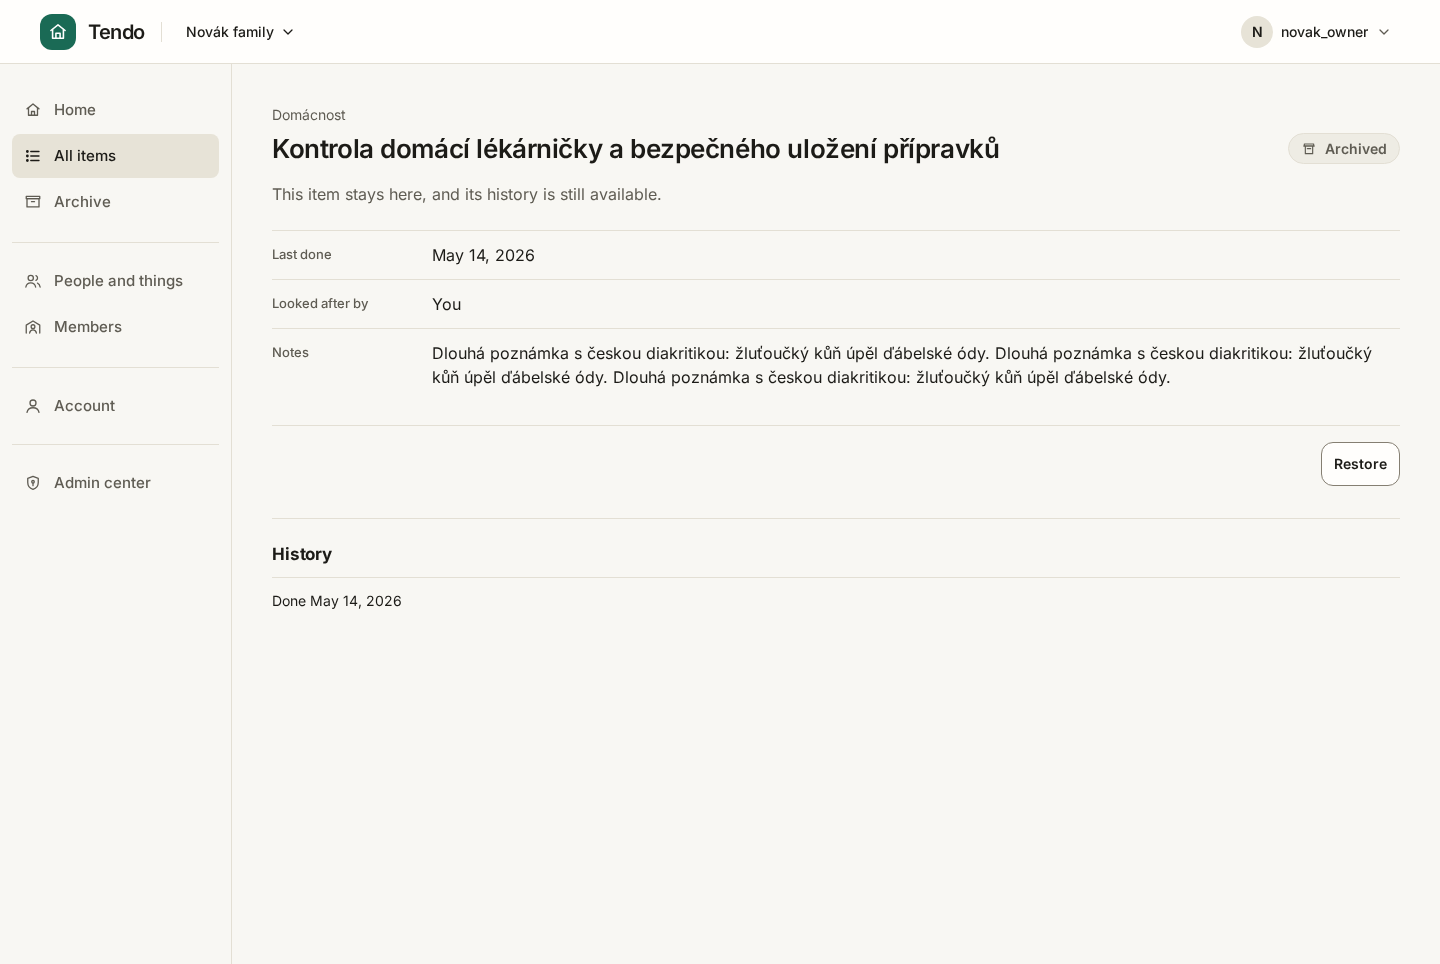 Tendo
Novák family
N
novak_owner
Home
All items
Archive
People and things
Members
Account
Admin center
Domácnost
Kontrola domácí lékárničky a bezpečného uložení přípravků
Archived
This item stays here, and its history is still available.
Last done
May 14, 2026
Looked after by
You
Notes
Dlouhá poznámka s českou diakritikou: žluťoučký kůň úpěl ďábelské ódy. Dlouhá poznámka s českou diakritikou: žluťoučký
kůň úpěl ďábelské ódy. Dlouhá poznámka s českou diakritikou: žluťoučký kůň úpěl ďábelské ódy.
Restore
History
Done May 14, 2026